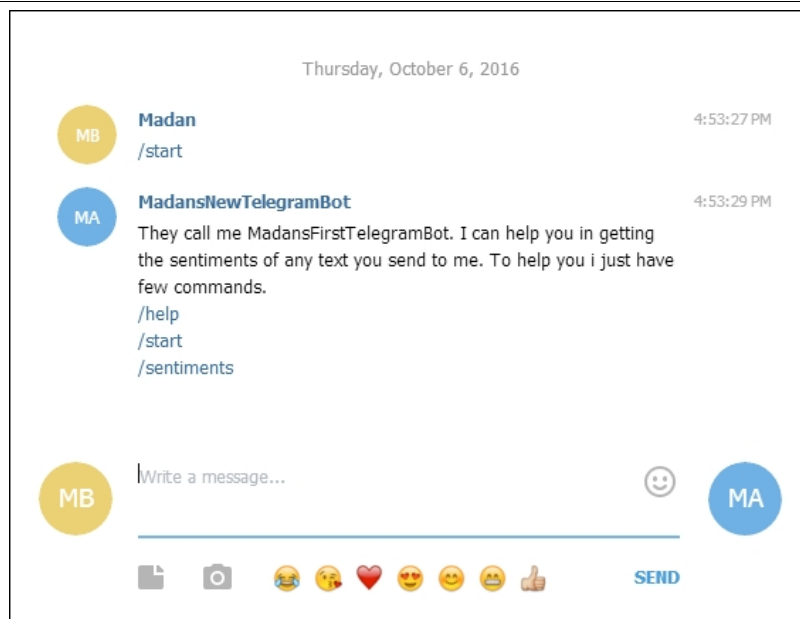 Thursday, October 6, 2016
MB
Madan
4:53:27 PM
/start
MA
MadansNewTelegramBot
4:53:29 PM
They call me MadansFirstTelegramBot. I can help you in getting
the sentiments of any text you send to me. To help you i just have
few commands.
/help
/start
/sentiments
MB
Write a message...
MA
SEND